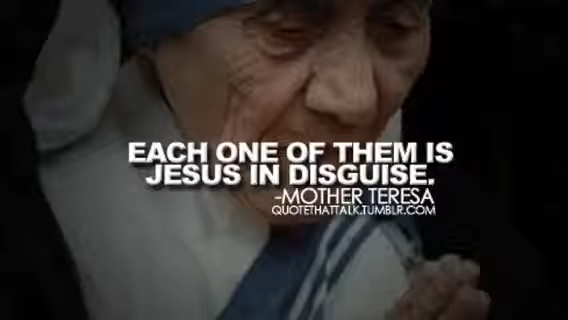 EACH ONE OF THEM IS
JESUS IN DISGUISE.
-MOTHER TERESA
QUOTETHATTALK.TUMBLR.COM